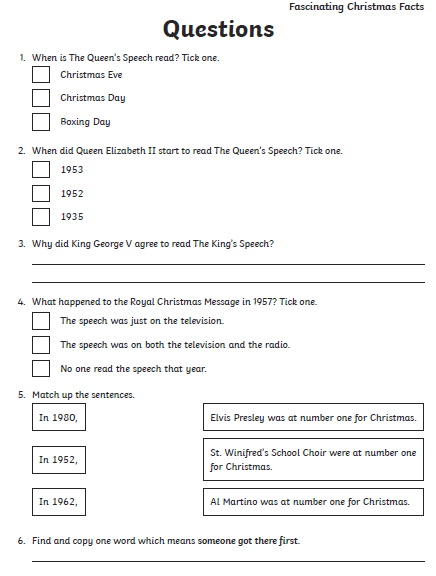 Fascinating Christmas Facts
Questions
1. When is The Queen's Speech read? Tick one.
Christmas Eve
Christmas Day
Boxing Day
2. When did Queen Elizabeth II start to read The Queen's Speech? Tick one.
1953
1952
1935
3. Why did King George V agree to read The King's Speech?
4. What happened to the Royal Christmas Message in 1957? Tick one.
The speech was just on the television.
The speech was on both the television and the radio.
No one read the speech that year.
5. Match up the sentences.
In 1980,
Elvis Presley was at number one for Christmas.
In 1952,
St. Winifred's School Choir were at number one
for Christmas.
In 1962,
Al Martino was at number one for Christmas.
6. Find and copy one word which means someone got there first.